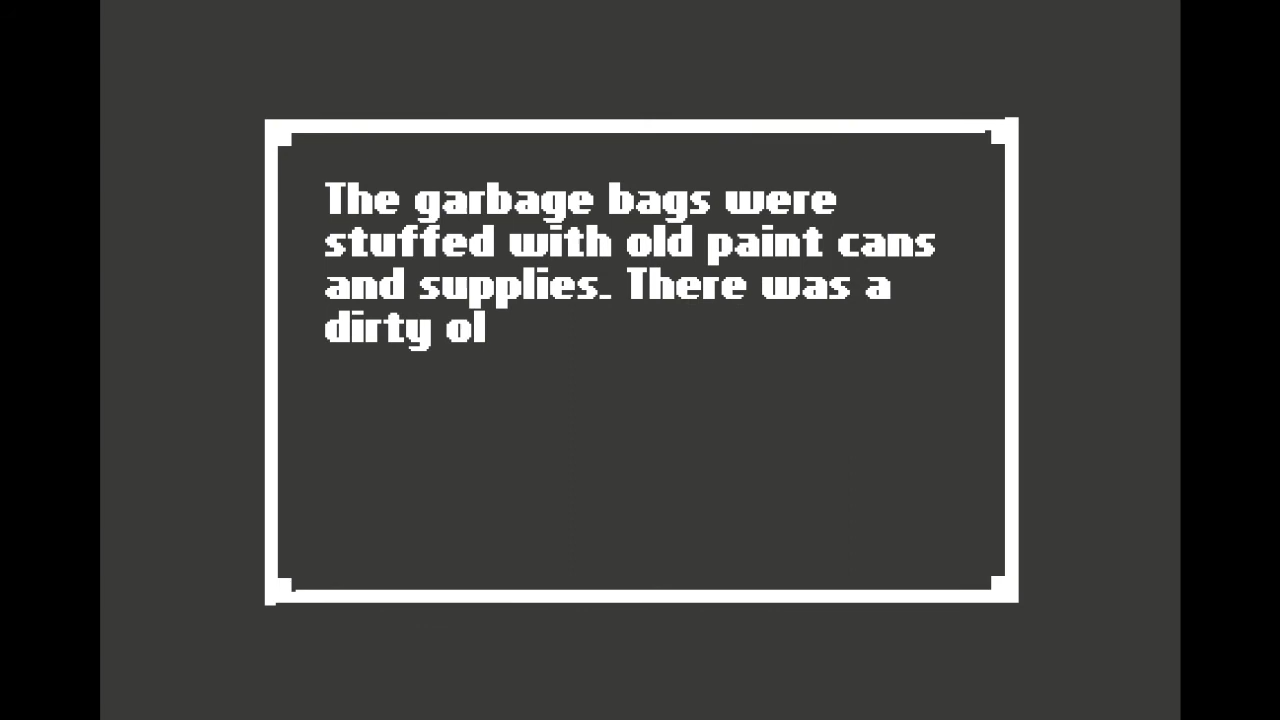 The garbage bags were
stuffed with old paint cans
and supplies. There was a
dirty ol